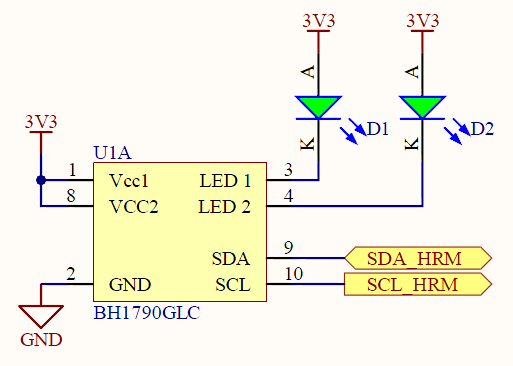 3V3
3V3
A
A
D1
D2
K
K
3V3
U1A
1
Vcc1
LED 1
3
8
VCC2
LED 2
4
SDA
9
SDA_HRM
2
GND
SCL
10
SCL_HRM
BH1790GLC
GND